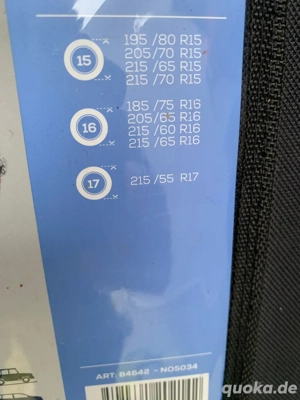 195 /80 R15
205/70 R15
15
215/65 R15
215/70 R15
185/75 R16
205/65 R16
16
215/60 R16
215/65 R16
17
215/55 R17
ART: 84642 - NO5034
quoka.de